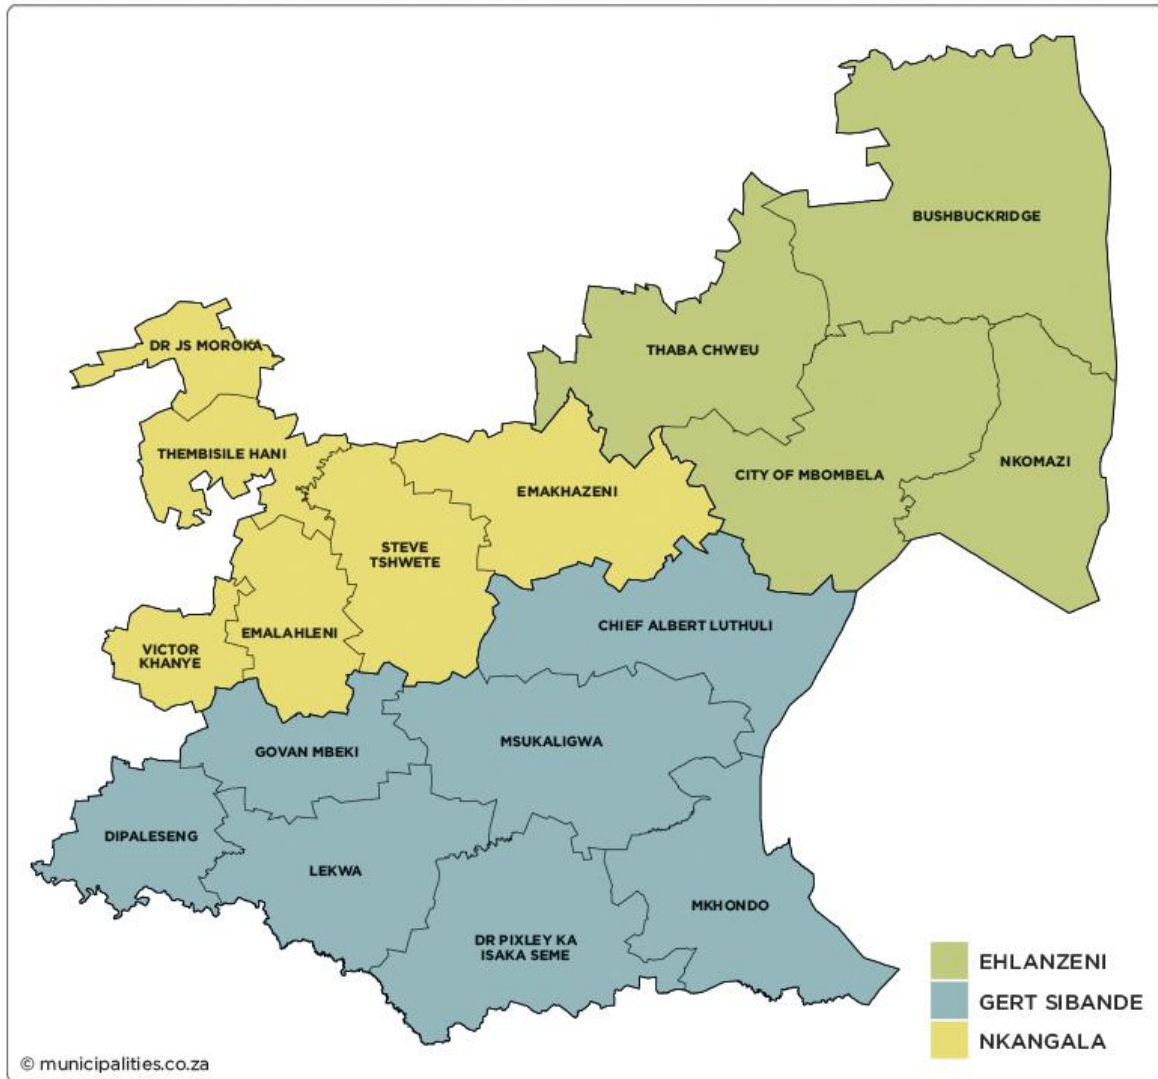 BUSHBUCKRIDGE
DR JS MOROKA
THABA CHWEU
THEMBISILE HANI
NKOMAZI
CITY OF MBOMBELA
EMAKHAZENI
STEVE
TSHWETE
CHIEF ALBERT LUTHULI
EMALAHLENI
VICTOR
KHANYE
MSUKALIGWA
GOVAN MBEKI
DIPALESENG
LEKWA
MKHONDO
DR PIXLEY KA
ISAKA SEME
EHLANZENI
GERT SIBANDE
NKANGALA
© municipalities.co.za